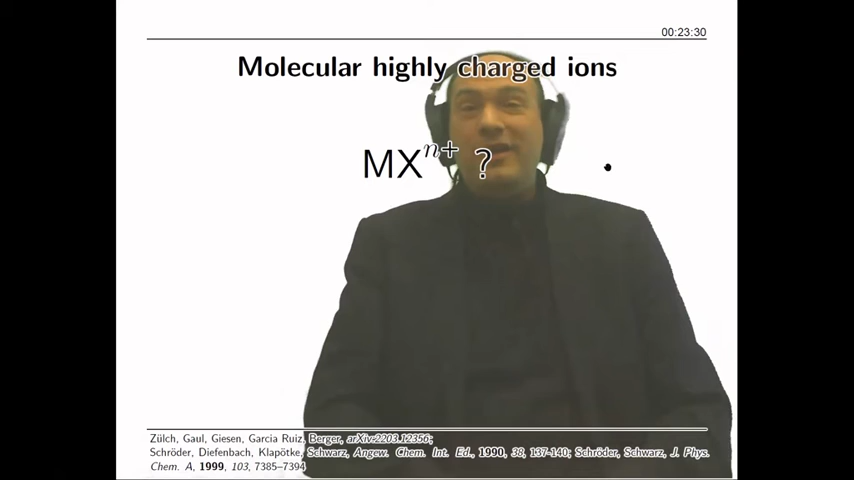 00:23:30
Molecular highly charged ions
MXⁿ⁺ ?
Zülch, Gaul, Giesen, Garcia Ruiz, Berger, arXiv:2203.12356;
Schröder, Diefenbach, Klapötke, Schwarz, Angew. Chem. Int. Ed., 1990, 38, 137-140; Schröder, Schwarz, J. Phys.
Chem. A, 1999, 103, 7385–7394